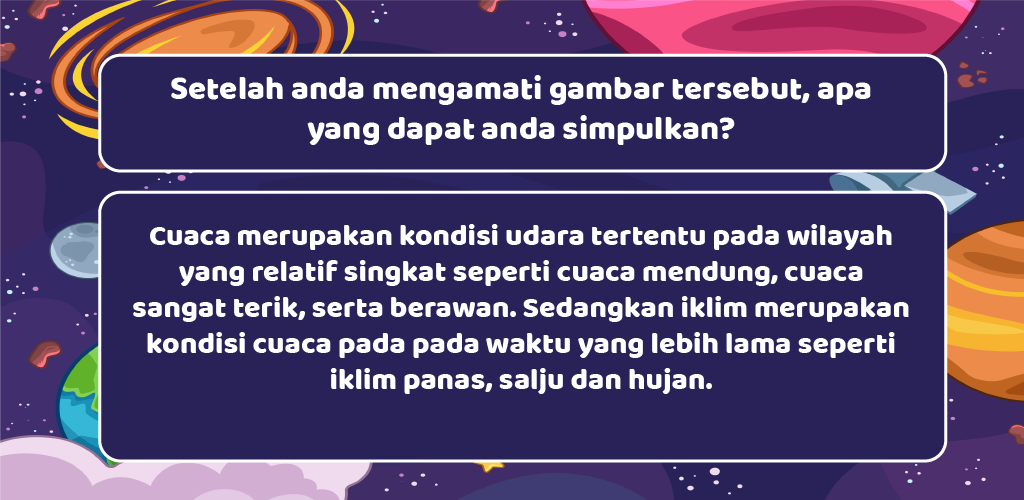 Setelah anda mengamati gambar tersebut, apa
yang dapat anda simpulkan?
Cuaca merupakan kondisi udara tertentu pada wilayah
yang relatif singkat seperti cuaca mendung, cuaca
sangat terik, serta berawan. Sedangkan iklim merupakan
kondisi cuaca pada pada waktu yang lebih lama seperti
iklim panas, salju dan hujan.